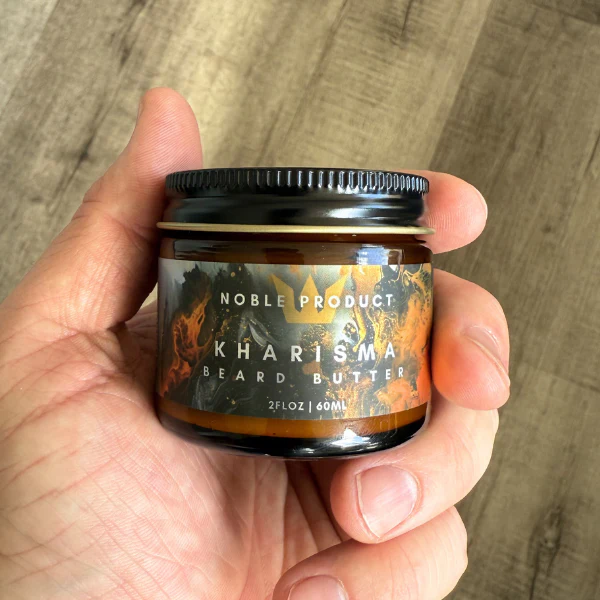 NOBLE PRODUCT
KHARISMA
BEARD BUTTER
2FLOZ | 60ML